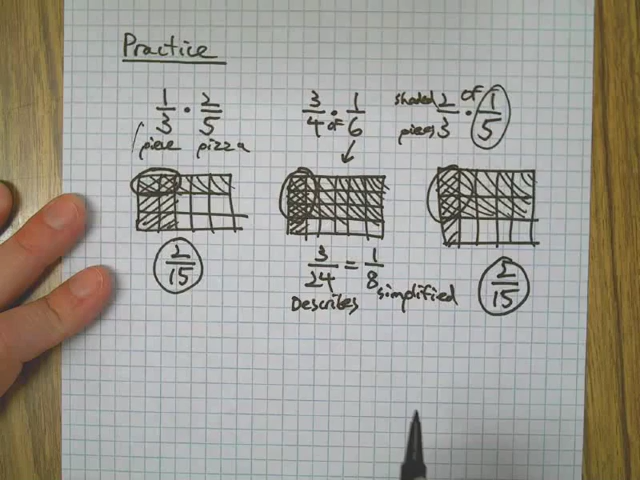 Practice
1/3 · 2/5
piece pizza
3/4 · 1/6
of
shaded 2/3 of · 1/5
pieces
2/15
3/24 = 1/8
Describes simplified
2/15